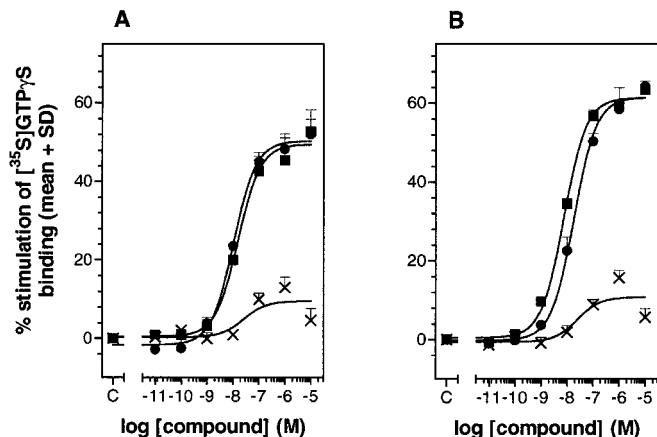 A
B
% stimulation of [³⁵S]GTPγS
binding (mean + SD)
60
40
20
0
C
-11
-10
-9
-8
-7
-6
-5
log [compound] (M)
60
40
20
0
C
-11
-10
-9
-8
-7
-6
-5
log [compound] (M)